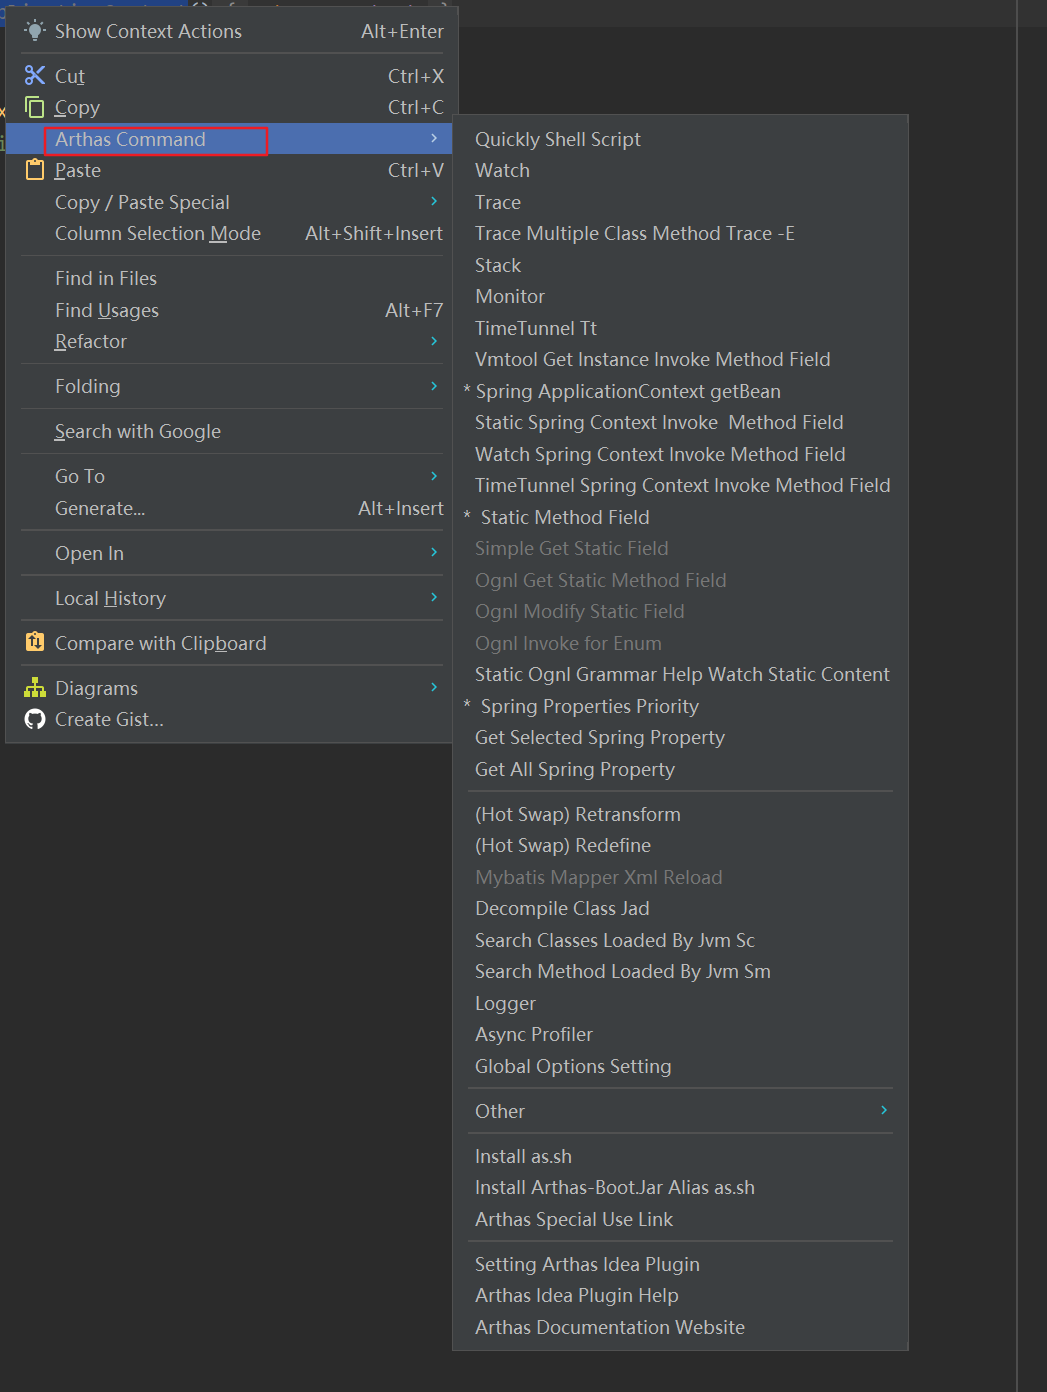 Show Context Actions Alt+Enter
Cut Ctrl+X
Copy Ctrl+C
Arthas Command
Paste Ctrl+V
Copy / Paste Special
Column Selection Mode Alt+Shift+Insert
Find in Files
Find Usages Alt+F7
Refactor
Folding
Search with Google
Go To
Generate... Alt+Insert
Open In
Local History
Compare with Clipboard
Diagrams
Create Gist...
Quickly Shell Script
Watch
Trace
Trace Multiple Class Method Trace -E
Stack
Monitor
TimeTunnel Tt
Vmtool Get Instance Invoke Method Field
* Spring ApplicationContext getBean
Static Spring Context Invoke  Method Field
Watch Spring Context Invoke Method Field
TimeTunnel Spring Context Invoke Method Field
*  Static Method Field
Simple Get Static Field
Ognl Get Static Method Field
Ognl Modify Static Field
Ognl Invoke for Enum
Static Ognl Grammar Help Watch Static Content
*  Spring Properties Priority
Get Selected Spring Property
Get All Spring Property
(Hot Swap) Retransform
(Hot Swap) Redefine
Mybatis Mapper Xml Reload
Decompile Class Jad
Search Classes Loaded By Jvm Sc
Search Method Loaded By Jvm Sm
Logger
Async Profiler
Global Options Setting
Other
Install as.sh
Install Arthas-Boot.Jar Alias as.sh
Arthas Special Use Link
Setting Arthas Idea Plugin
Arthas Idea Plugin Help
Arthas Documentation Website